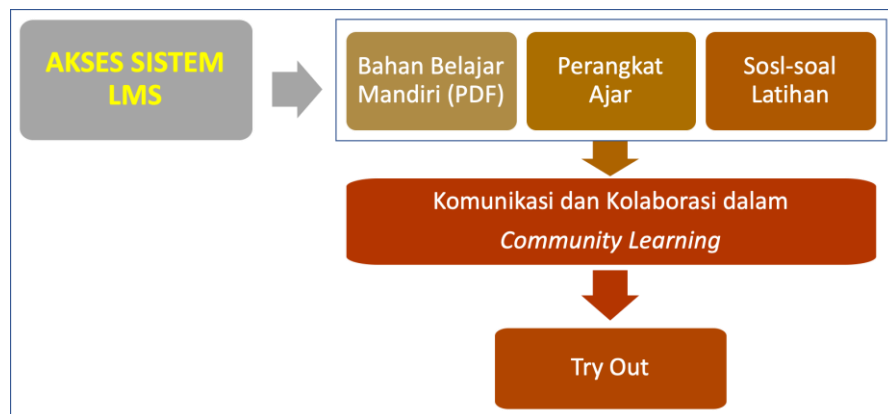 AKSES SISTEM
LMS
Bahan Belajar
Mandiri (PDF)
Perangkat
Ajar
Sosl-soal
Latihan
Komunikasi dan Kolaborasi dalam
Community Learning
Try Out